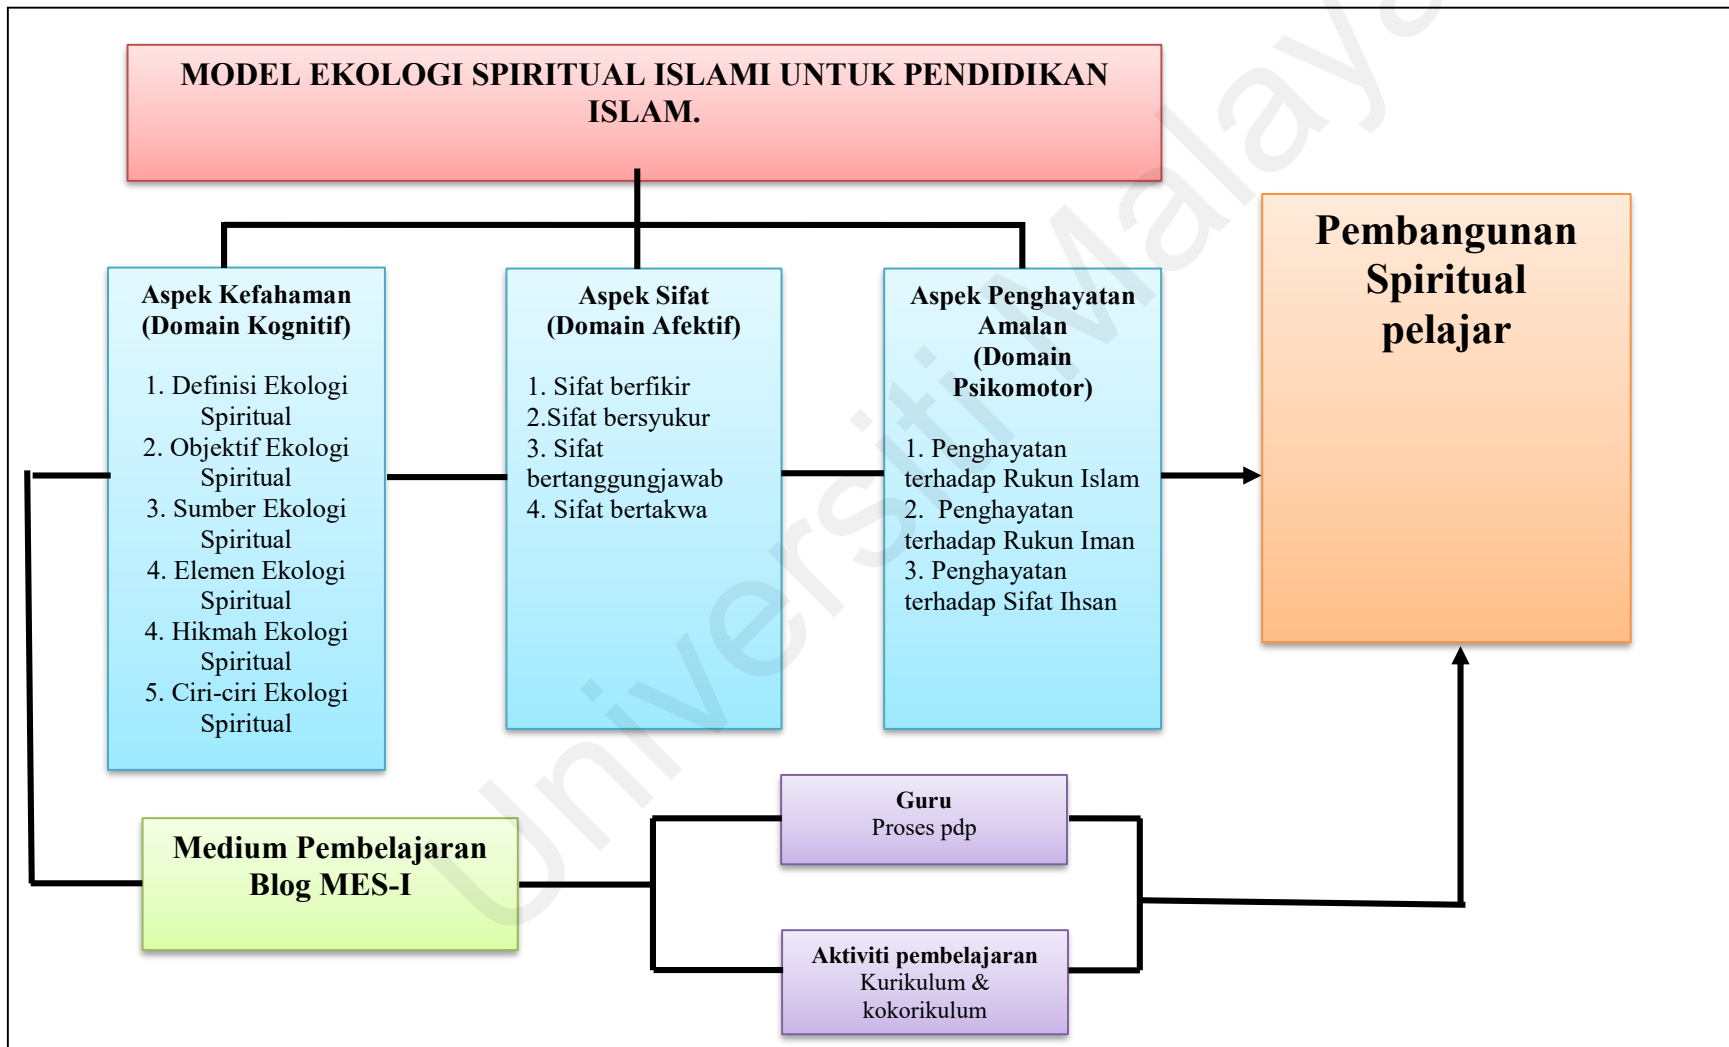 MODEL EKOLOGI SPIRITUAL ISLAMI UNTUK PENDIDIKAN
ISLAM.
Aspek Kefahaman
(Domain Kognitif)
1. Definisi Ekologi
Spiritual
2. Objektif Ekologi
Spiritual
3. Sumber Ekologi
Spiritual
4. Elemen Ekologi
Spiritual
4. Hikmah Ekologi
Spiritual
5. Ciri-ciri Ekologi
Spiritual
Aspek Sifat
(Domain Afektif)
1. Sifat berfikir
2.Sifat bersyukur
3. Sifat
bertanggungjawab
4. Sifat bertakwa
Aspek Penghayatan
Amalan
(Domain
Psikomotor)
1. Penghayatan
terhadap Rukun Islam
2. Penghayatan
terhadap Rukun Iman
3. Penghayatan
terhadap Sifat Ihsan
Pembangunan
Spiritual
pelajar
Medium Pembelajaran
Blog MES-I
Guru
Proses pdp
Aktiviti pembelajaran
Kurikulum &
kokorikulum
Universiti Malaya